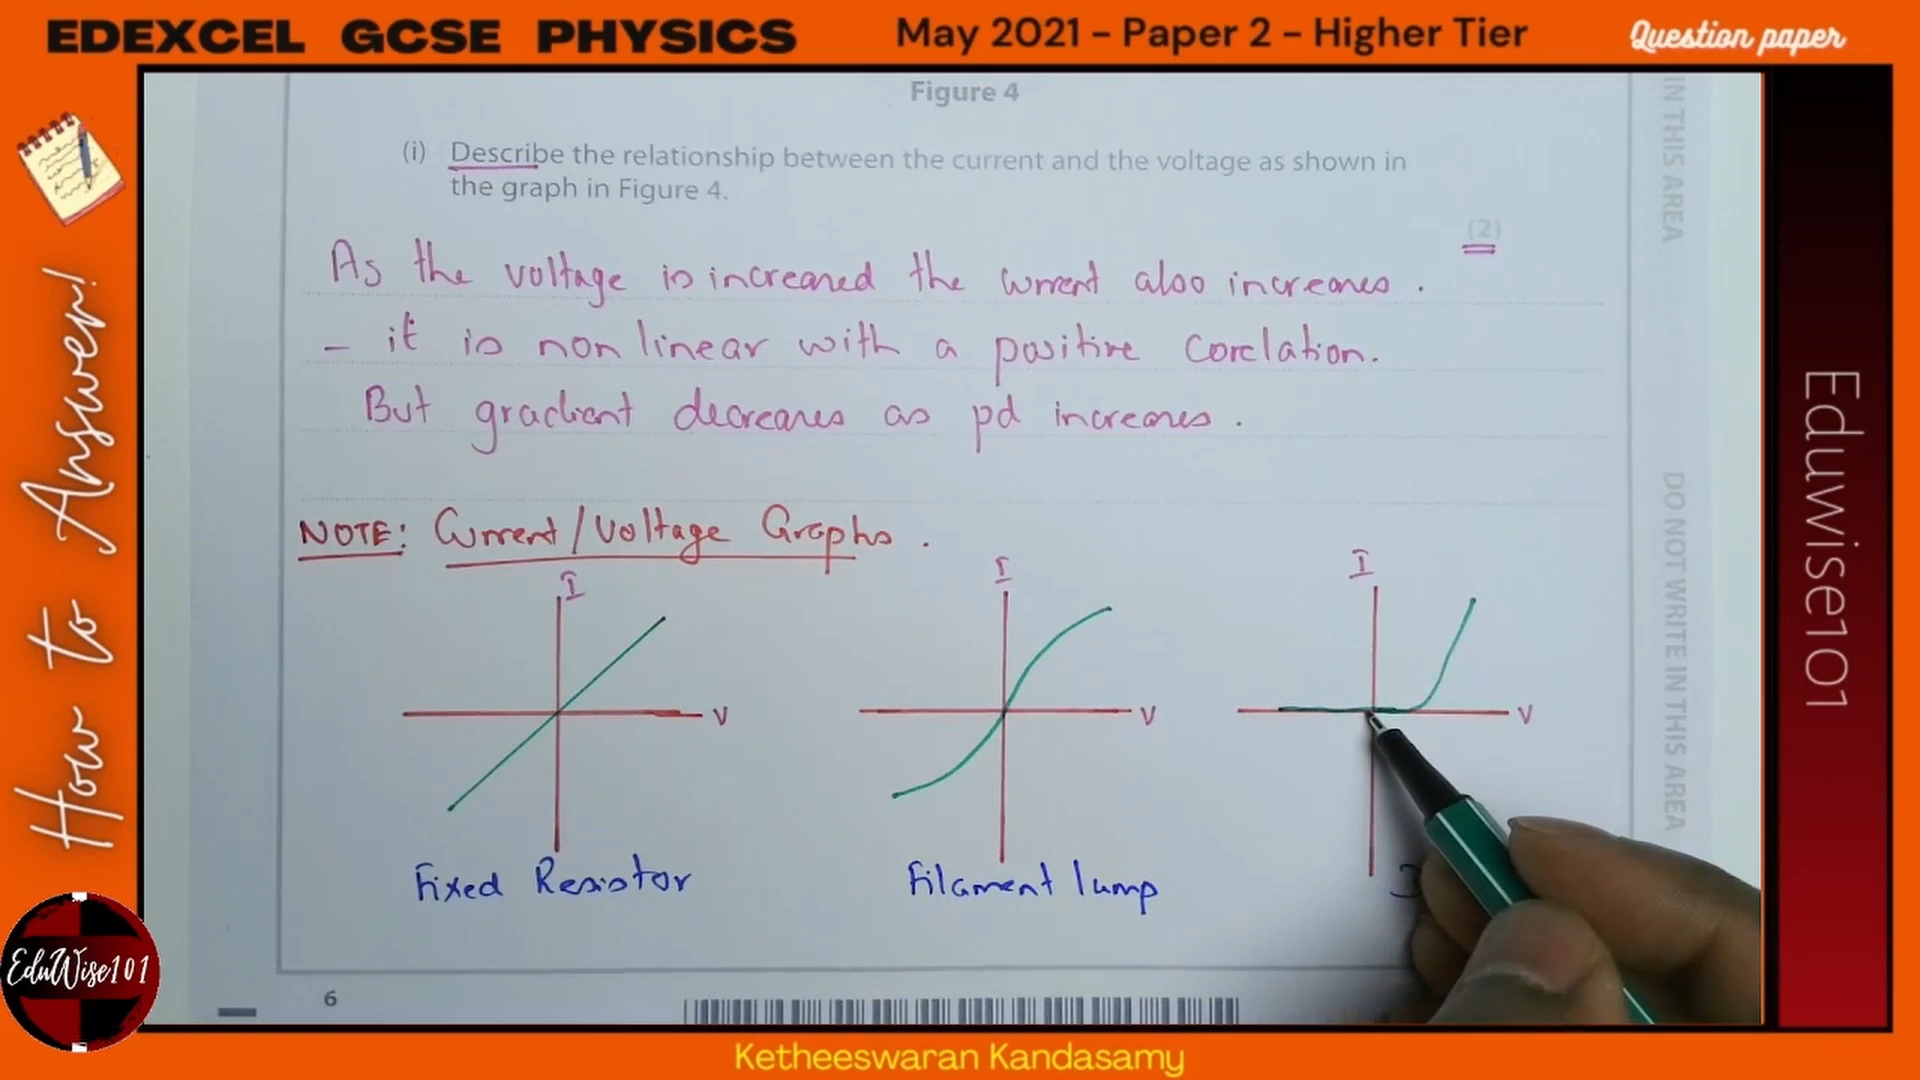 EDEXCEL GCSE PHYSICS May 2021 - Paper 2 - Higher Tier Question paper
Figure 4
(i) Describe the relationship between the current and the voltage as shown in
the graph in Figure 4.
(2)
As the voltage is increased the current also increases.
- it is non linear with a positive corelation.
But gradient decreases as pd increases.
NOTE: Current/Voltage Graphs.
I
V
Fixed Resistor
I
V
Filament lamp
I
V
6
IN THIS AREA
DO NOT WRITE IN THIS AREA
How to Answer!
Eduwise101
EduWise101
Ketheeswaran Kandasamy